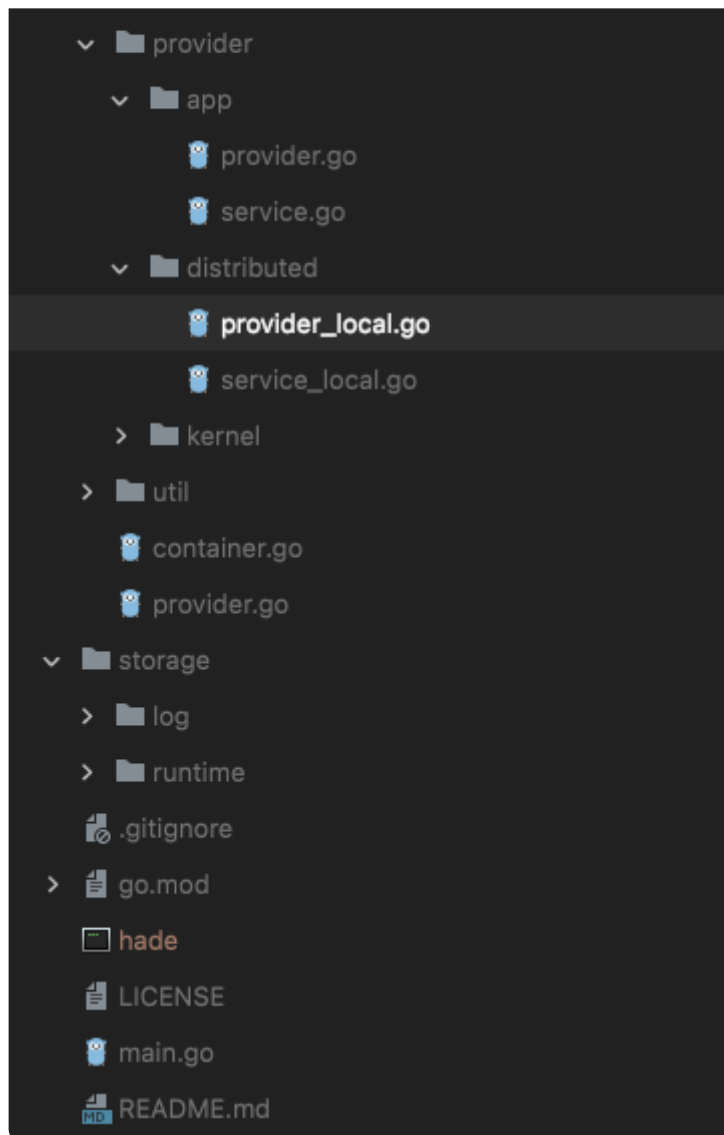 provider
app
provider.go
service.go
distributed
provider_local.go
service_local.go
kernel
util
container.go
provider.go
storage
log
runtime
.gitignore
go.mod
hade
LICENSE
main.go
MD README.md